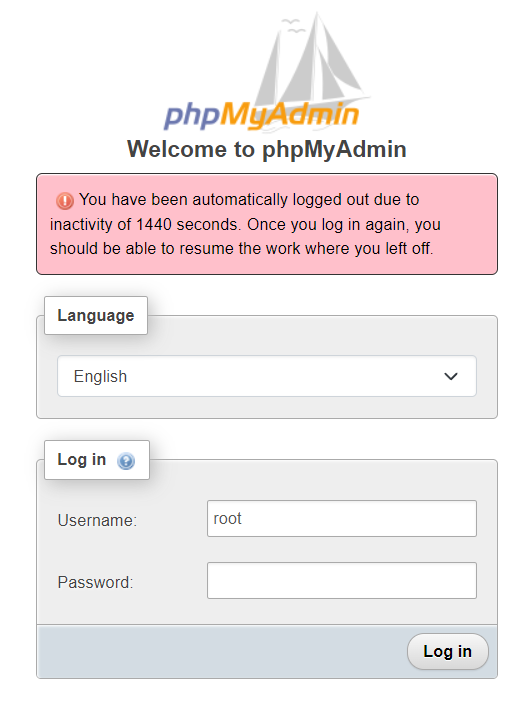 phpMyAdmin
Welcome to phpMyAdmin
You have been automatically logged out due to
inactivity of 1440 seconds. Once you log in again, you
should be able to resume the work where you left off.
Language
English
Log in
Username:
root
Password:
Log in